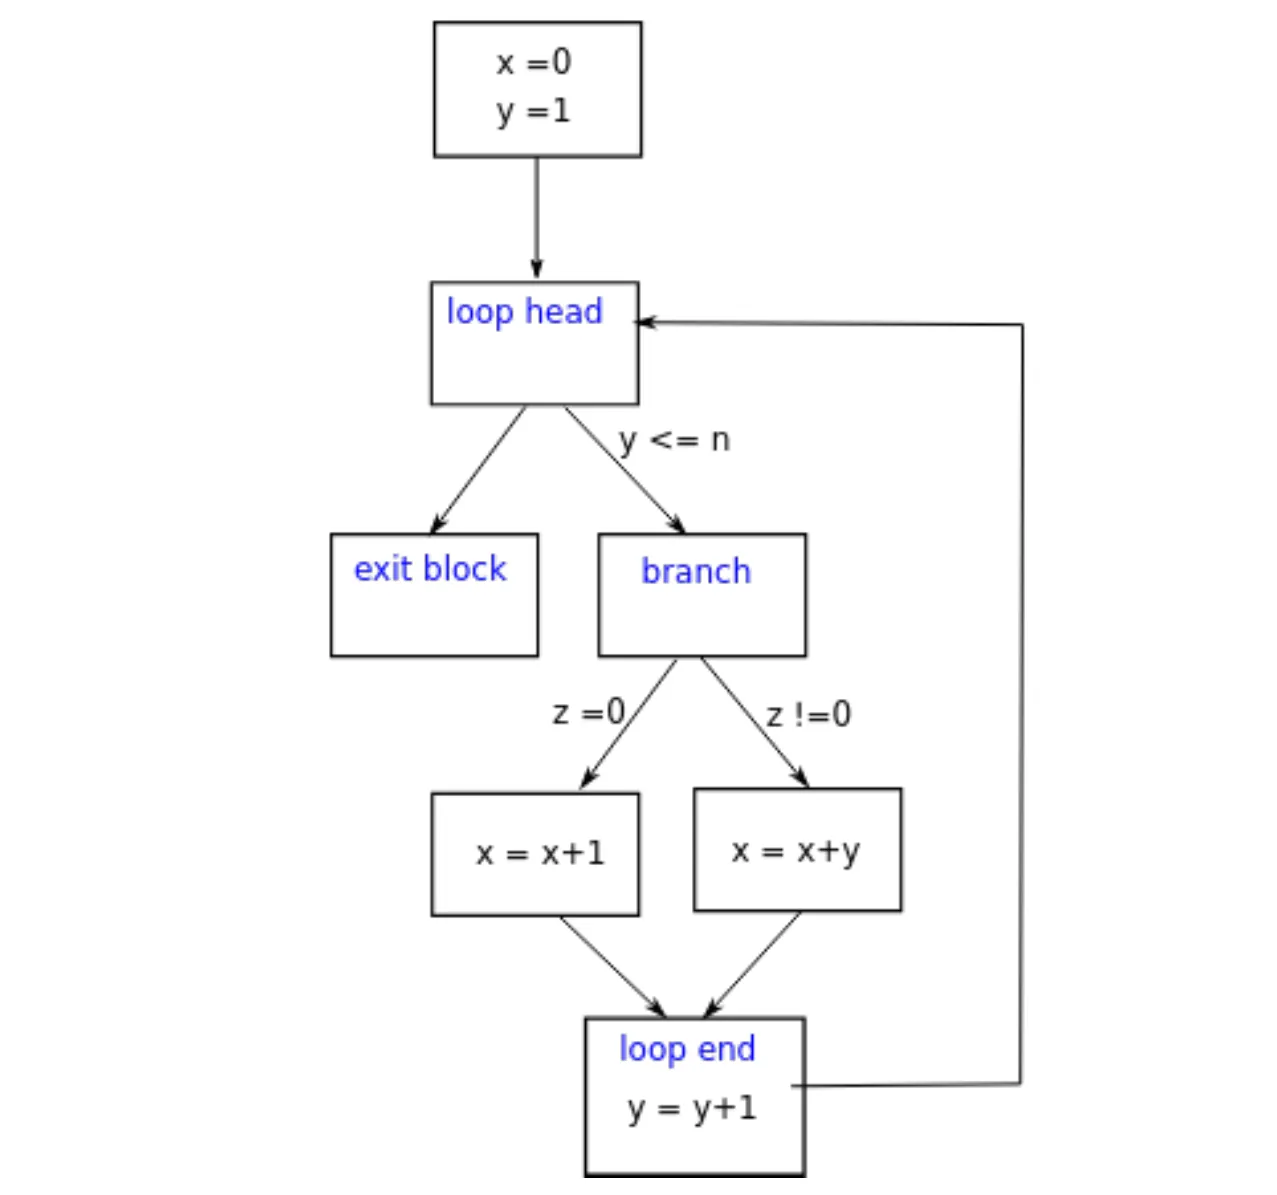 x =0
y =1
loop head
y <= n
exit block
branch
z =0
z !=0
x = x+1
x = x+y
loop end
y = y+1